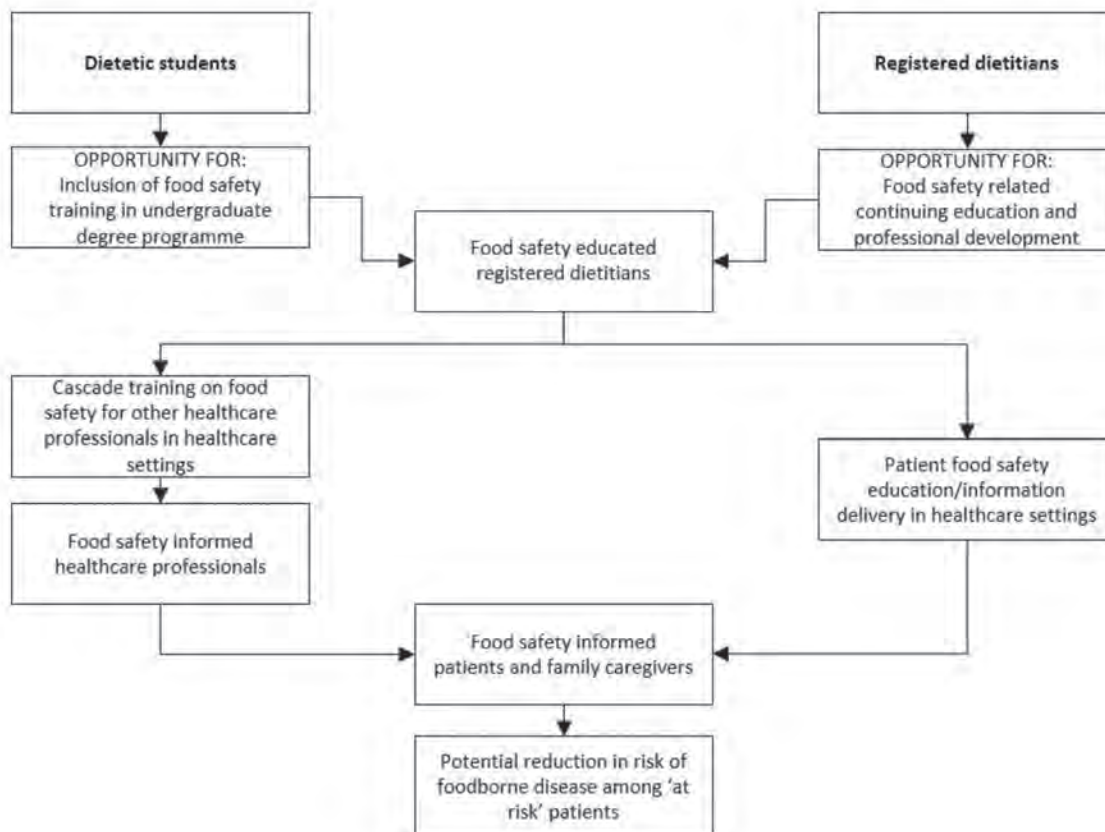 Dietetic students
Registered dietitians
OPPORTUNITY FOR:
Inclusion of food safety
training in undergraduate
degree programme
OPPORTUNITY FOR:
Food safety related
continuing education and
professional development
Food safety educated
registered dietitians
Cascade training on food
safety for other healthcare
professionals in healthcare
settings
Patient food safety
education/information
delivery in healthcare settings
Food safety informed
healthcare professionals
Food safety informed
patients and family caregivers
Potential reduction in risk of
foodborne disease among ‘at
risk’ patients